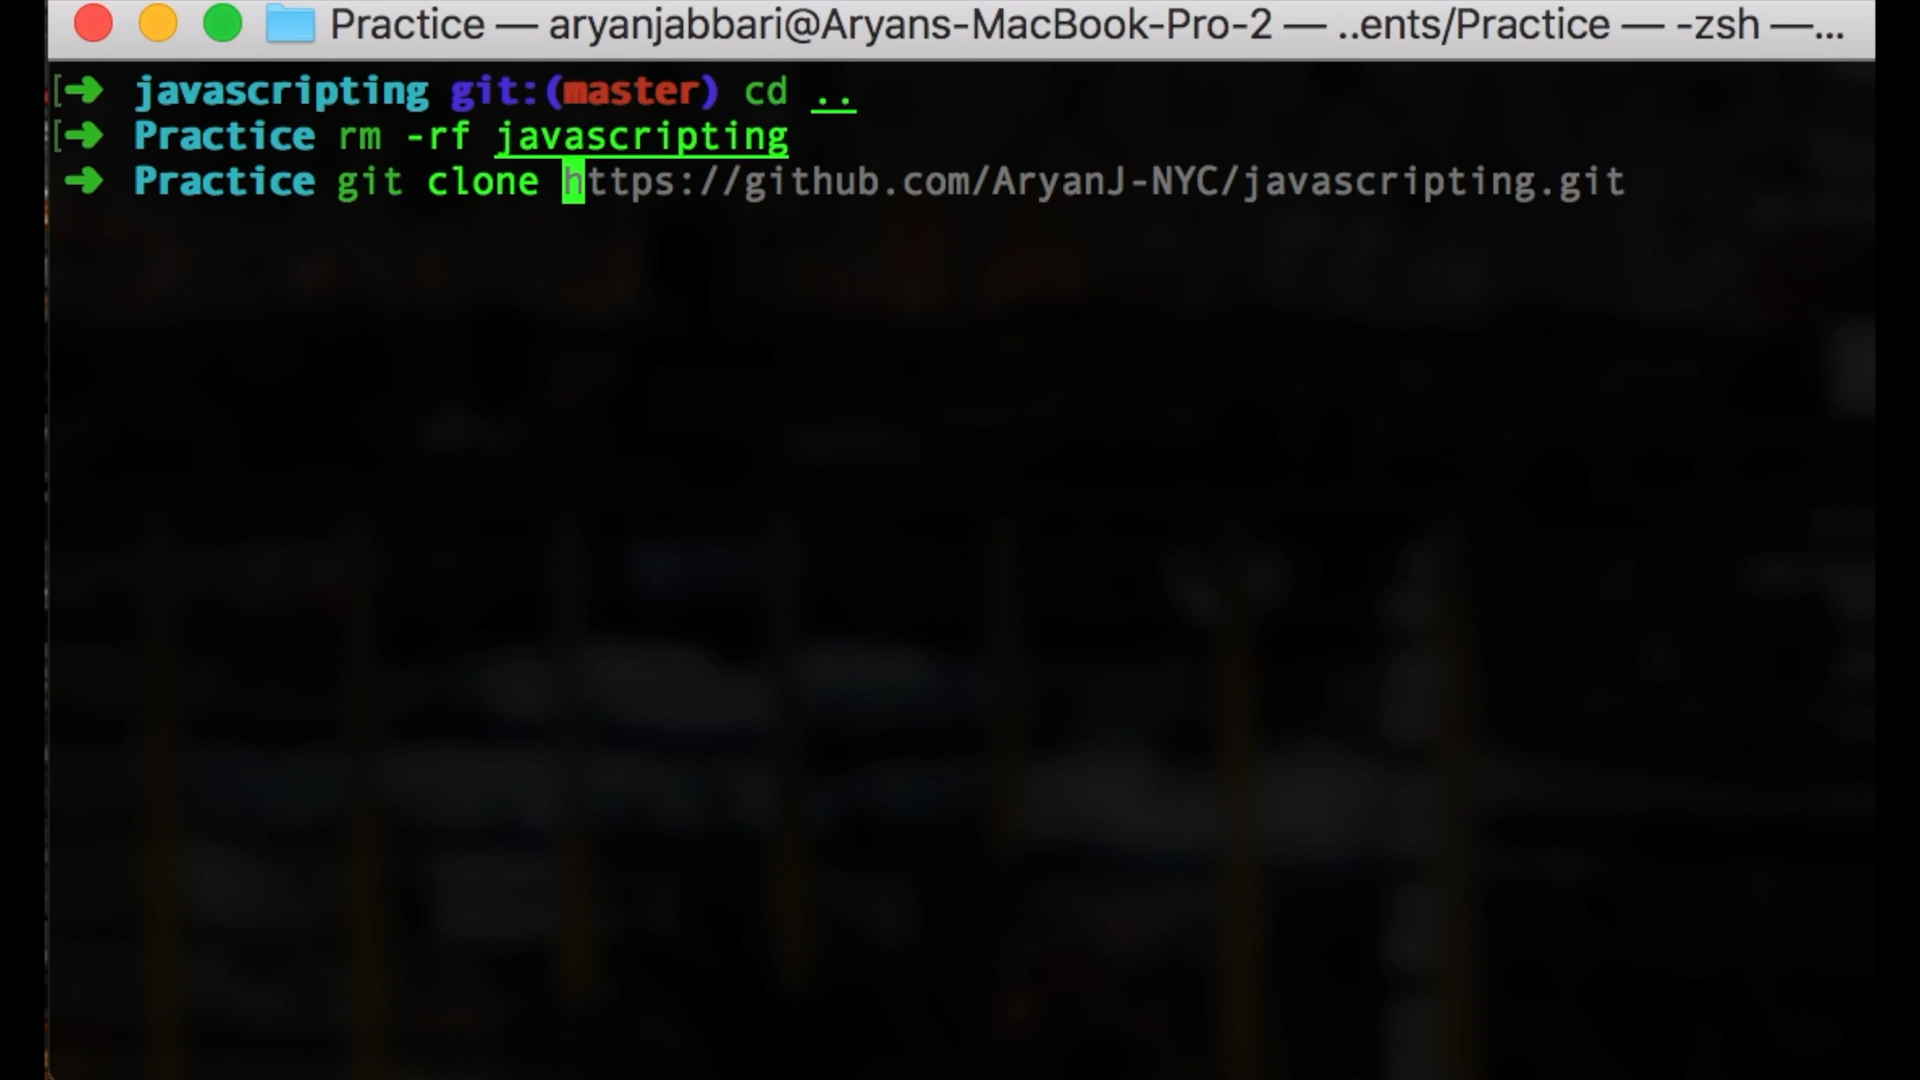 Practice — aryanjabbari@Aryans-MacBook-Pro-2 — ..ents/Practice — -zsh —...
[➜ javascripting git:(master) cd ..
[➜ Practice rm -rf javascripting
➜ Practice git clone https://github.com/AryanJ-NYC/javascripting.git